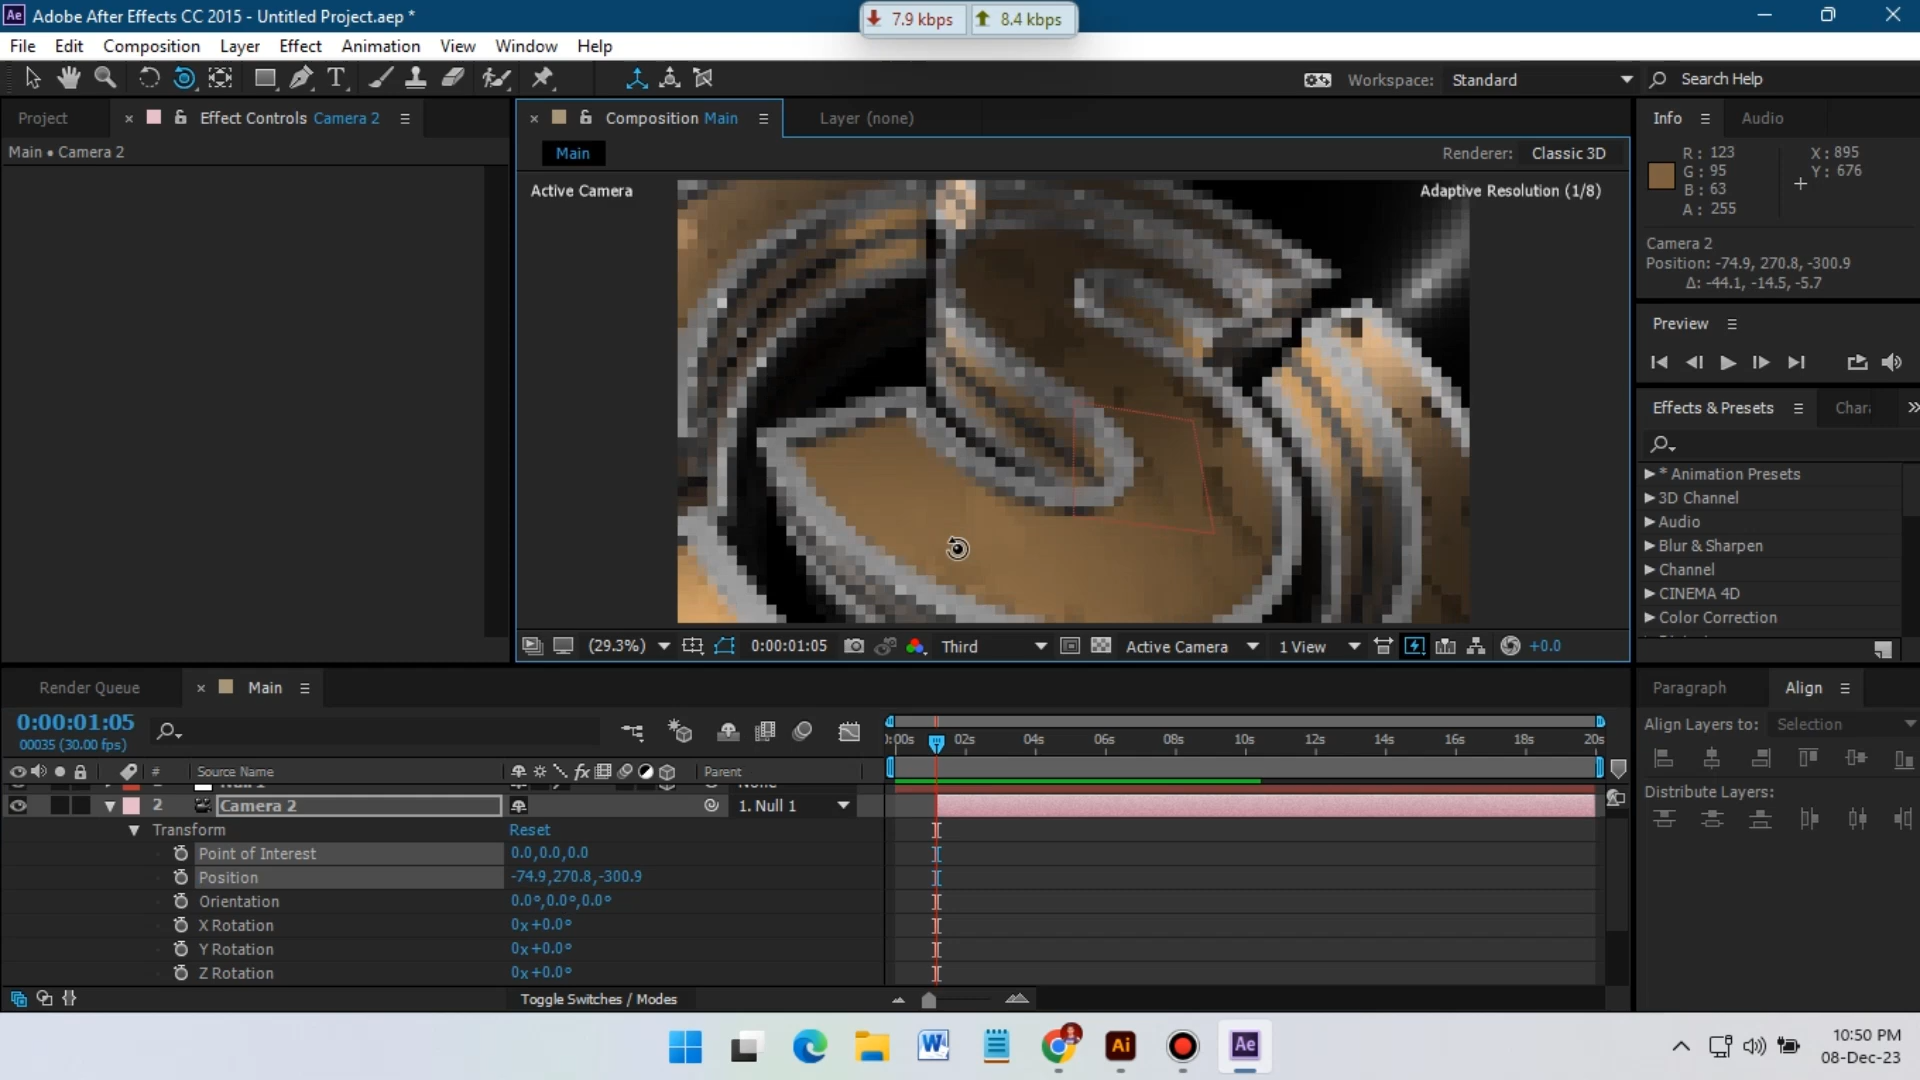 Adobe After Effects CC 2015 - Untitled Project.aep *
7.9 kbps
8.4 kbps
File Edit Composition Layer Effect Animation View Window Help
Workspace: Standard
Search Help
Project
Effect Controls Camera 2
Composition Main
Layer (none)
Info
Audio
Main • Camera 2
Main
Renderer: Classic 3D
R: 123
G: 95
B: 63
A: 255
X: 895
Y: 676
Active Camera
Adaptive Resolution (1/8)
Camera 2
Position: -74.9, 270.8, -300.9
Δ: -44.1, -14.5, -5.7
Preview
Effects & Presets
Chara
* Animation Presets
3D Channel
Audio
Blur & Sharpen
Channel
CINEMA 4D
Color Correction
(29.3%)
0:00:01:05
Third
Active Camera
1 View
+0.0
Render Queue
Main
Paragraph
Align
0:00:01:05
00035 (30.00 fps)
0:00s 02s 04s 06s 08s 10s 12s 14s 16s 18s 20s
Align Layers to: Selection
# Source Name
Parent
Null 1
None
2 Camera 2
1. Null 1
Distribute Layers:
Transform
Reset
Point of Interest
0.0,0.0,0.0
Position
-74.9,270.8,-300.9
Orientation
0.0°,0.0°,0.0°
X Rotation
0x+0.0°
Y Rotation
0x+0.0°
Z Rotation
0x+0.0°
Toggle Switches / Modes
10:50 PM
08-Dec-23